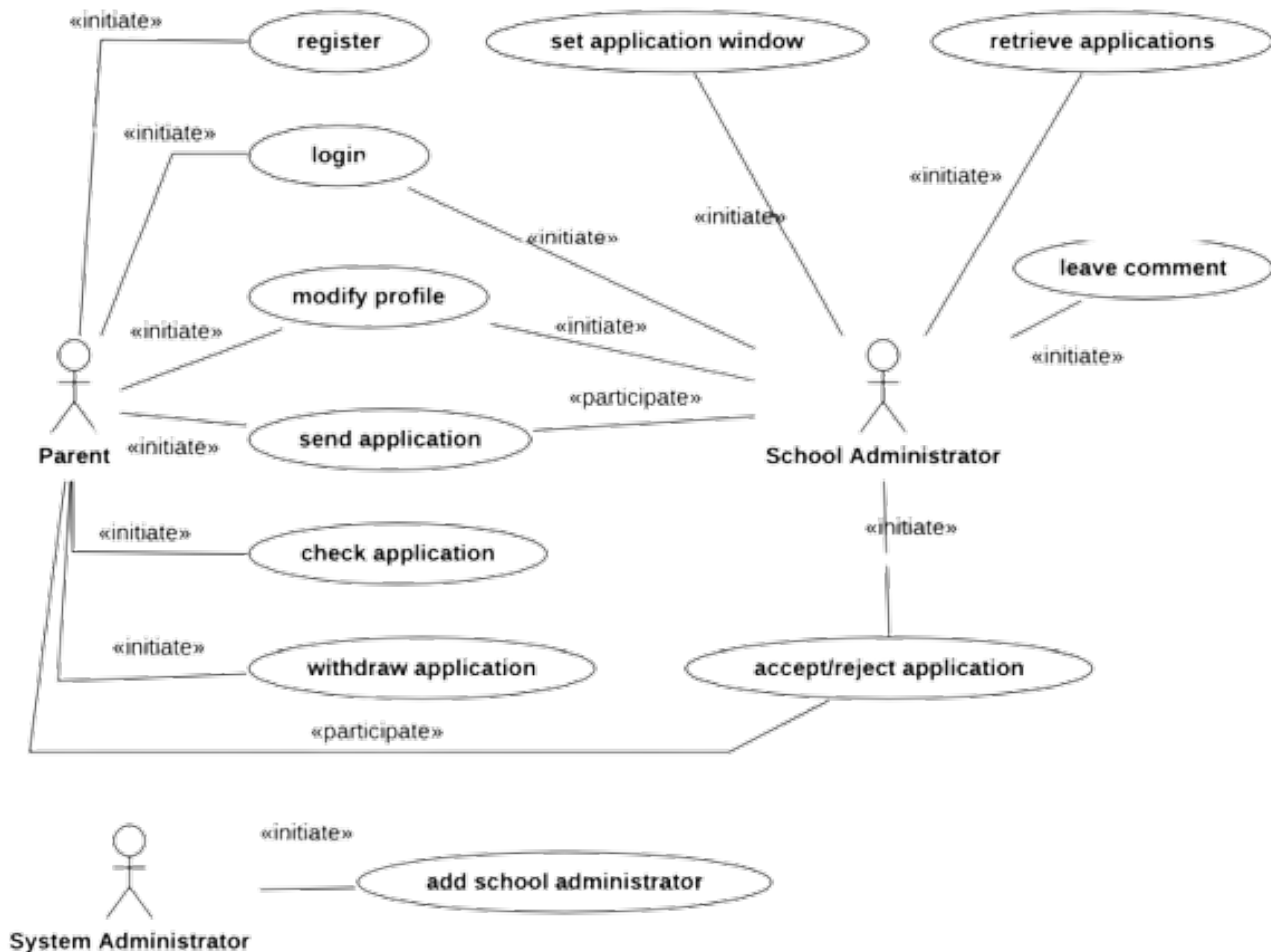 «initiate»
register
set application window
retrieve applications
«initiate»
login
«initiate»
«initiate»
«initiate»
leave comment
modify profile
«initiate»
«initiate»
«initiate»
«participate»
send application
«initiate»
Parent
School Administrator
«initiate»
«initiate»
check application
«initiate»
withdraw application
accept/reject application
«participate»
«initiate»
add school administrator
System Administrator